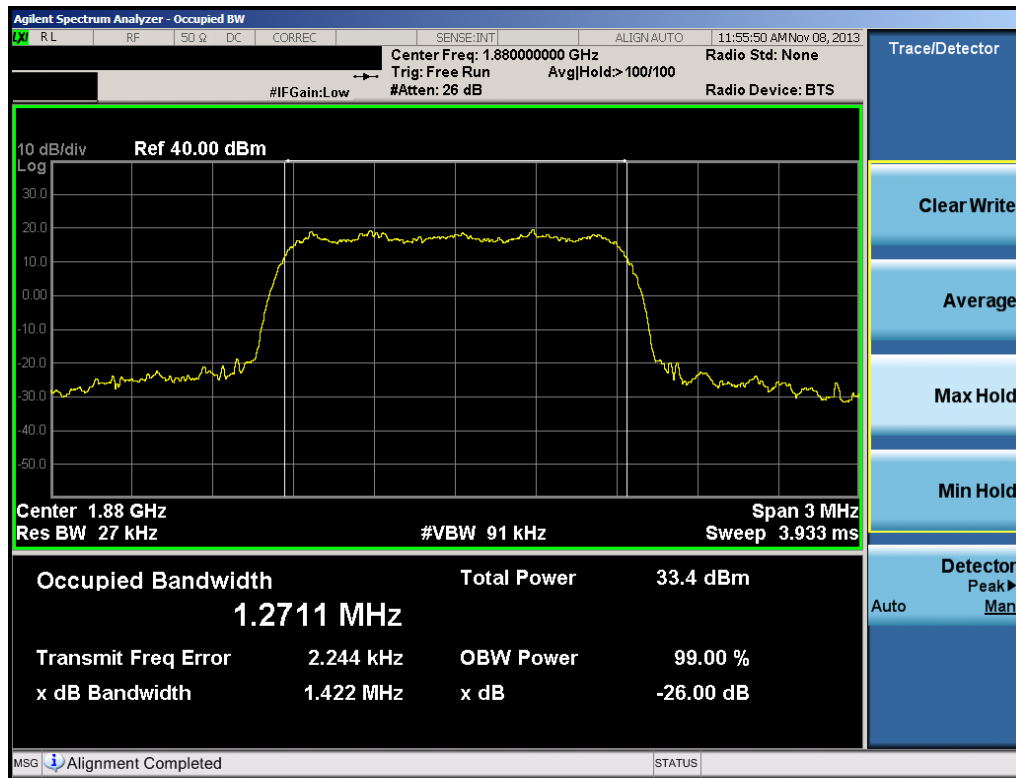 Agilent Spectrum Analyzer - Occupied BW
LXI RL RF 50 Ω DC CORREC SENSE:INT ALIGN AUTO 11:55:50 AM Nov 08, 2013
Center Freq: 1.880000000 GHz Radio Std: None
Trig: Free Run Avg|Hold:>100/100
#IFGain:Low #Atten: 26 dB Radio Device: BTS
10 dB/div Ref 40.00 dBm
Log
30.0
20.0
10.0
0.00
-10.0
-20.0
-30.0
-40.0
-50.0
Center 1.88 GHz Span 3 MHz
Res BW 27 kHz #VBW 91 kHz Sweep 3.933 ms
Occupied Bandwidth Total Power 33.4 dBm
1.2711 MHz
Transmit Freq Error 2.244 kHz OBW Power 99.00 %
x dB Bandwidth 1.422 MHz x dB -26.00 dB
MSG Alignment Completed STATUS
Trace/Detector
Clear Write
Average
Max Hold
Min Hold
Detector
Peak▶
Auto Man